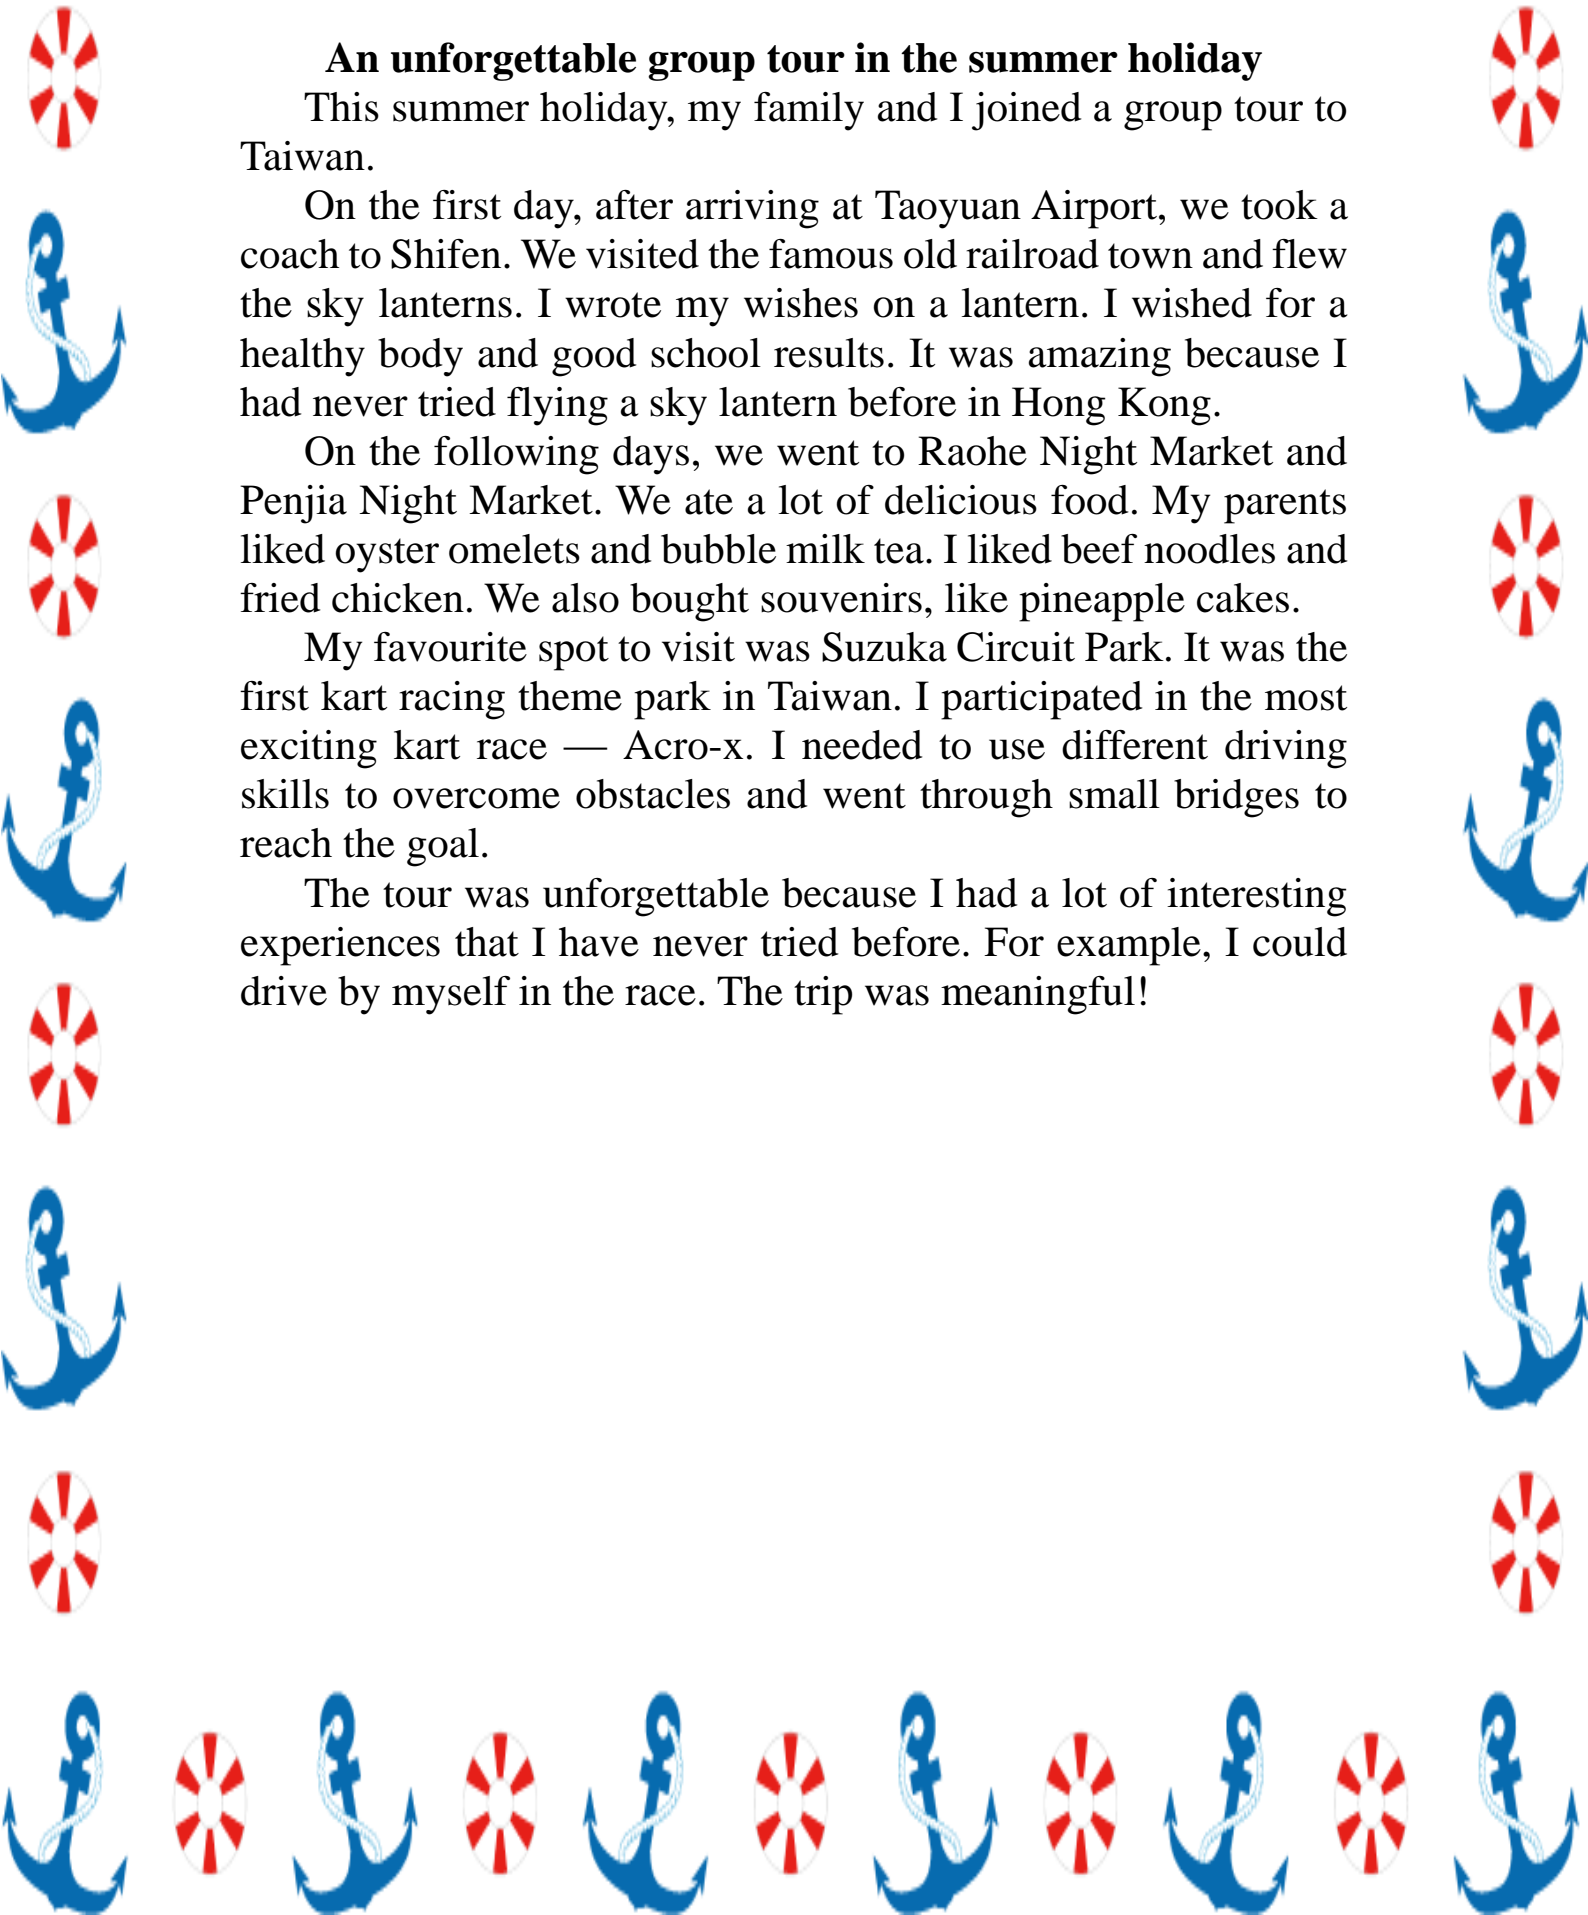 An unforgettable group tour in the summer holiday
This summer holiday, my family and I joined a group tour to
Taiwan.
On the first day, after arriving at Taoyuan Airport, we took a
coach to Shifen. We visited the famous old railroad town and flew
the sky lanterns. I wrote my wishes on a lantern. I wished for a
healthy body and good school results. It was amazing because I
had never tried flying a sky lantern before in Hong Kong.
On the following days, we went to Raohe Night Market and
Penjia Night Market. We ate a lot of delicious food. My parents
liked oyster omelets and bubble milk tea. I liked beef noodles and
fried chicken. We also bought souvenirs, like pineapple cakes.
My favourite spot to visit was Suzuka Circuit Park. It was the
first kart racing theme park in Taiwan. I participated in the most
exciting kart race — Acro-x. I needed to use different driving
skills to overcome obstacles and went through small bridges to
reach the goal.
The tour was unforgettable because I had a lot of interesting
experiences that I have never tried before. For example, I could
drive by myself in the race. The trip was meaningful!